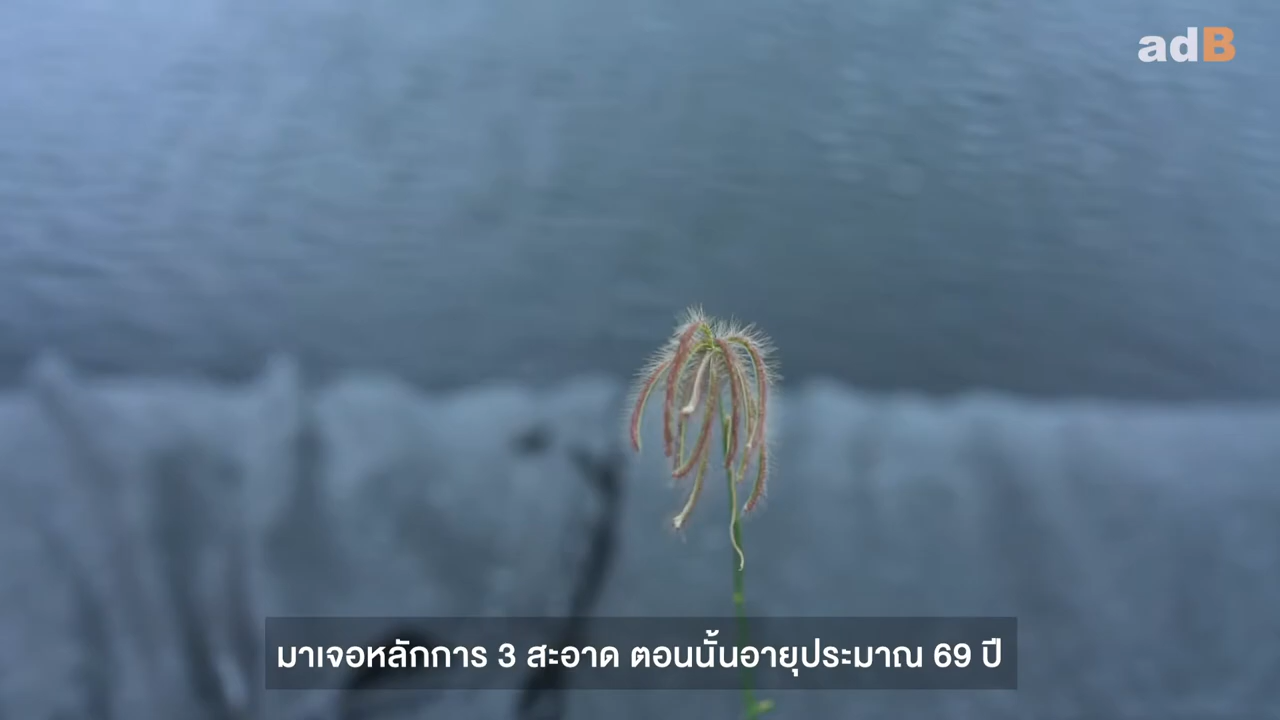 adB
มาเจอหลักการ 3 สะอาด ตอนนั้นอายุประมาณ 69 ปี